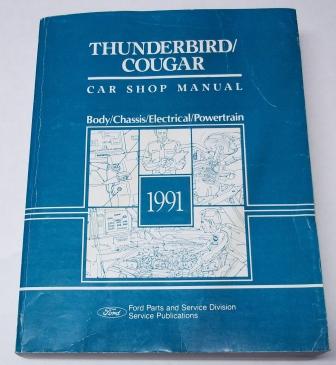 THUNDERBIRD/
COUGAR
CAR SHOP MANUAL
Body/Chassis/Electrical/Powertrain
1991
Ford
Ford Parts and Service Division
Service Publications